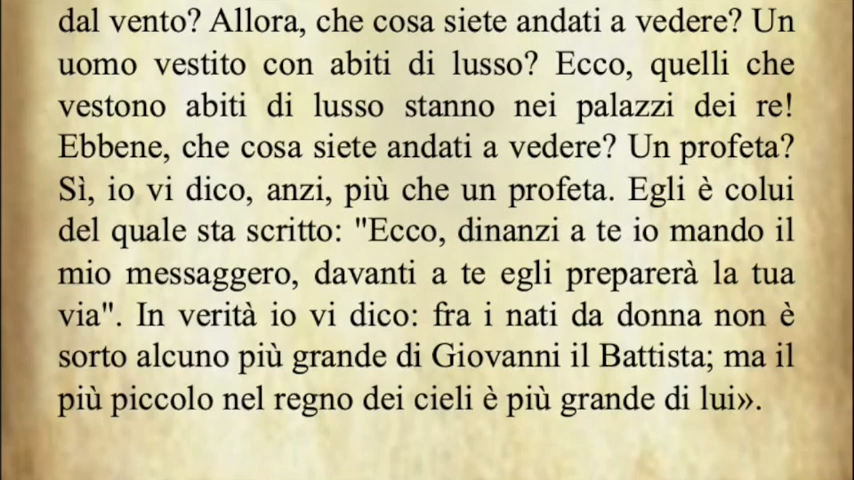 dal vento? Allora, che cosa siete andati a vedere? Un
uomo vestito con abiti di lusso? Ecco, quelli che
vestono abiti di lusso stanno nei palazzi dei re!
Ebbene, che cosa siete andati a vedere? Un profeta?
Sì, io vi dico, anzi, più che un profeta. Egli è colui
del quale sta scritto: "Ecco, dinanzi a te io mando il
mio messaggero, davanti a te egli preparerà la tua
via". In verità io vi dico: fra i nati da donna non è
sorto alcuno più grande di Giovanni il Battista; ma il
più piccolo nel regno dei cieli è più grande di lui».